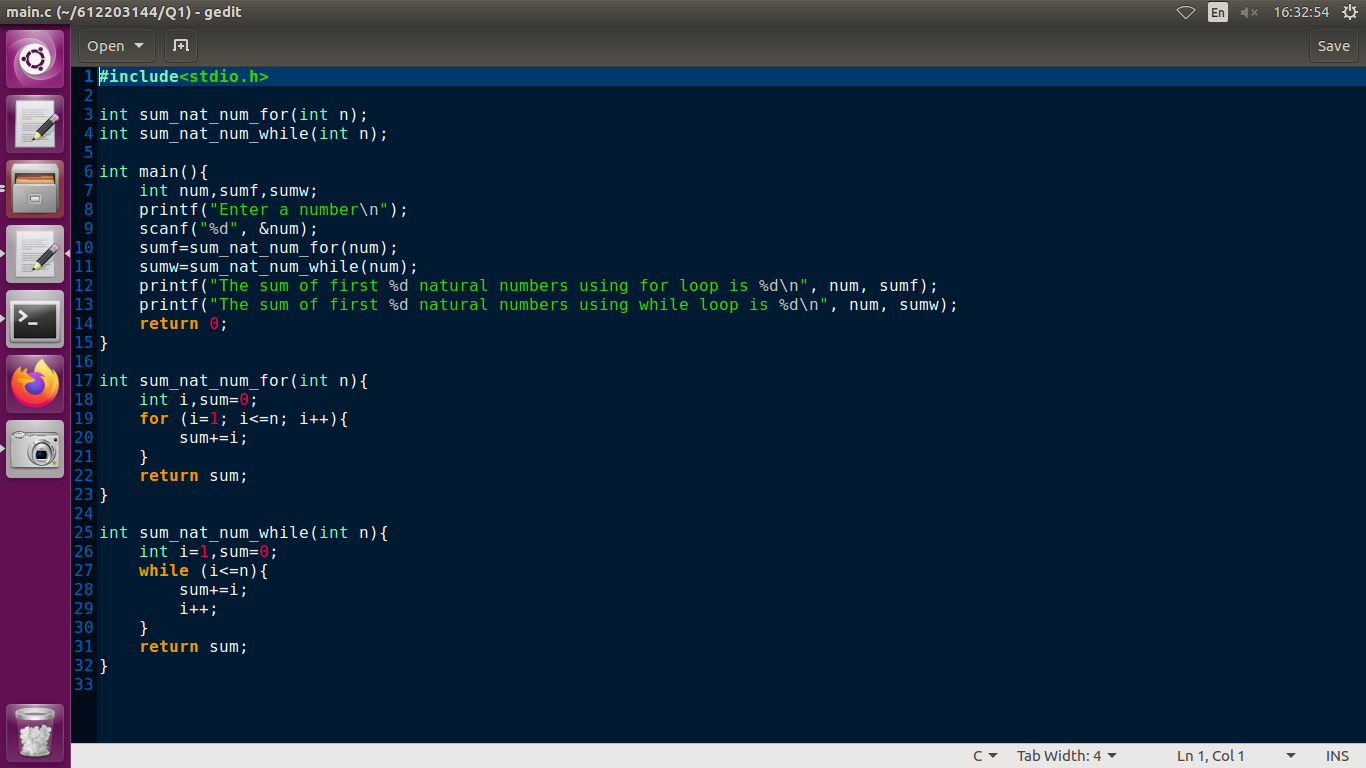 main.c (~/612203144/Q1) - gedit
En
16:32:54
Open
Save
1 #include<stdio.h>
2
3 int sum_nat_num_for(int n);
4 int sum_nat_num_while(int n);
5
6 int main(){
7     int num,sumf,sumw;
8     printf("Enter a number\n");
9     scanf("%d", &num);
10     sumf=sum_nat_num_for(num);
11     sumw=sum_nat_num_while(num);
12     printf("The sum of first %d natural numbers using for loop is %d\n", num, sumf);
13     printf("The sum of first %d natural numbers using while loop is %d\n", num, sumw);
14     return 0;
15 }
16
17 int sum_nat_num_for(int n){
18     int i,sum=0;
19     for (i=1; i<=n; i++){
20         sum+=i;
21     }
22     return sum;
23 }
24
25 int sum_nat_num_while(int n){
26     int i=1,sum=0;
27     while (i<=n){
28         sum+=i;
29         i++;
30     }
31     return sum;
32 }
33
C
Tab Width: 4
Ln 1, Col 1
INS